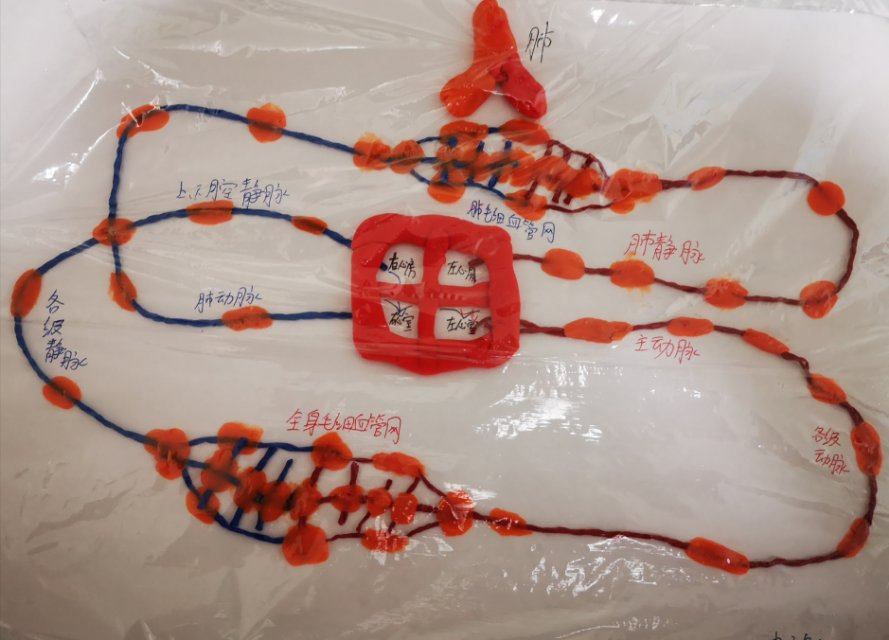 肺
上、下腔静脉
肺毛细血管网
肺静脉
右心房
左心房
肺动脉
右心室
左心室
主动脉
各级
静脉
全身毛细血管网
各级
动脉